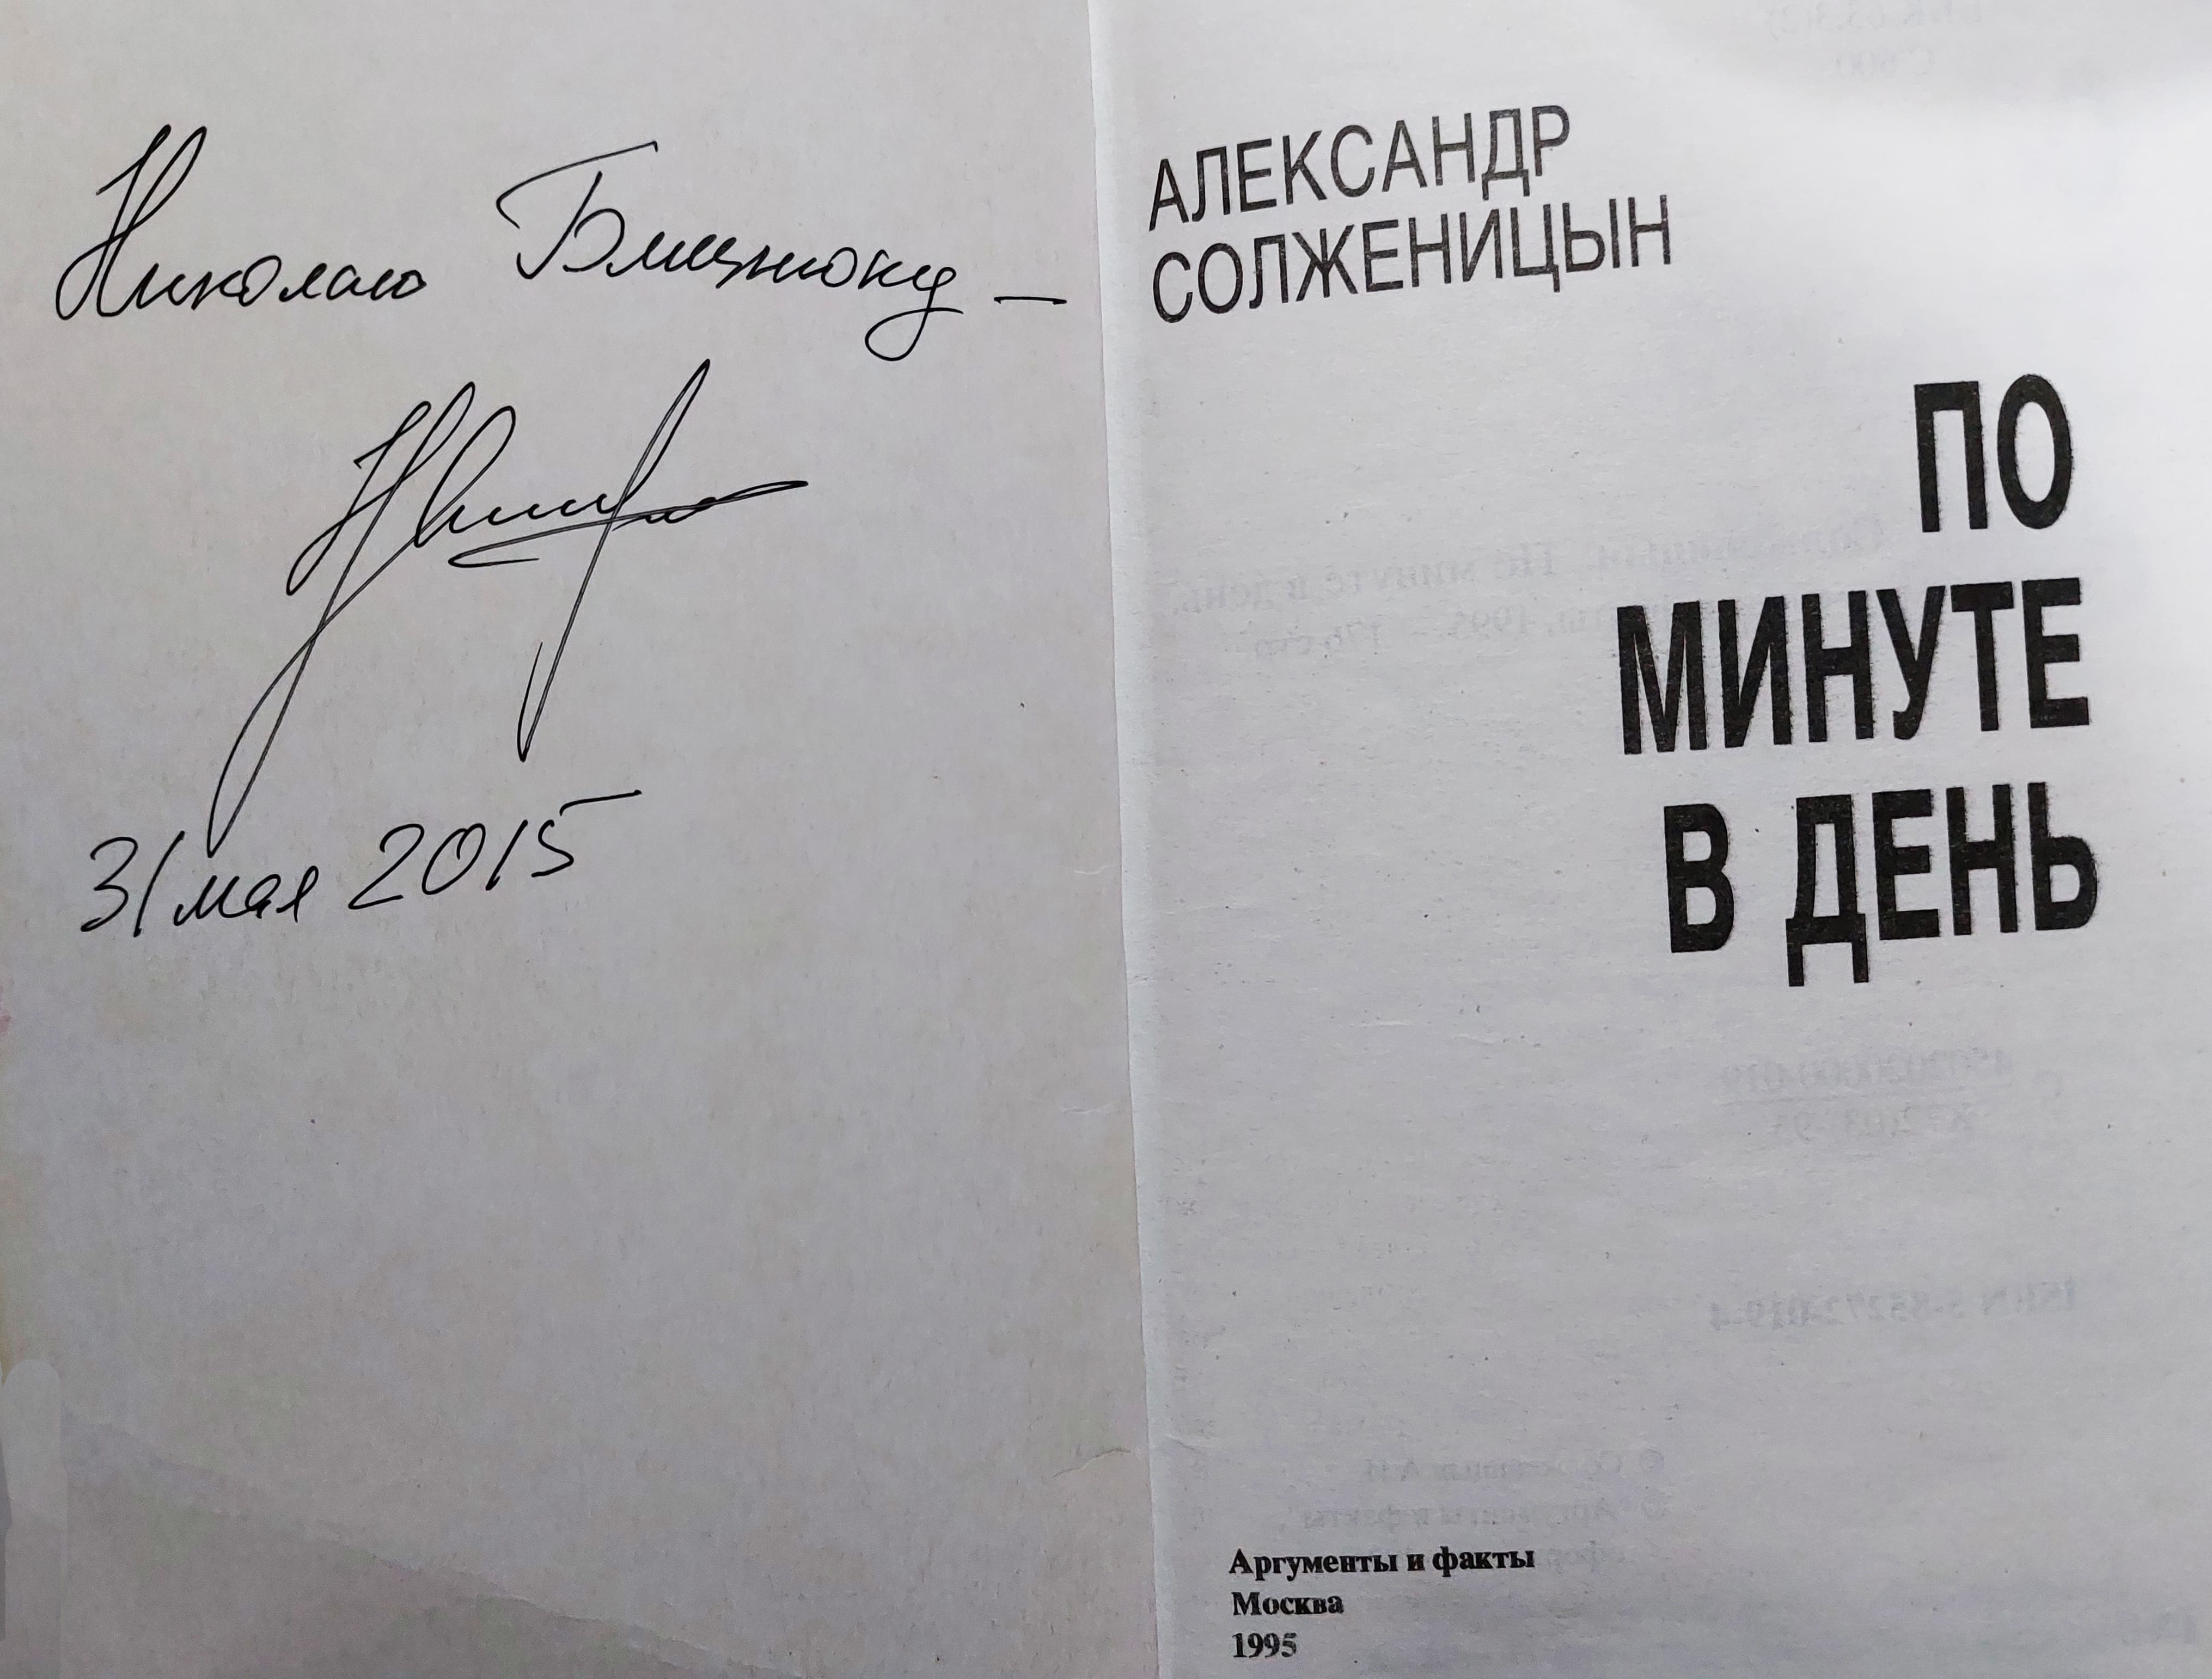 Николаю Близнюку –
31 мая 2015
АЛЕКСАНДР
СОЛЖЕНИЦЫН
ПО
МИНУТЕ
В ДЕНЬ
Аргументы и факты
Москва
1995